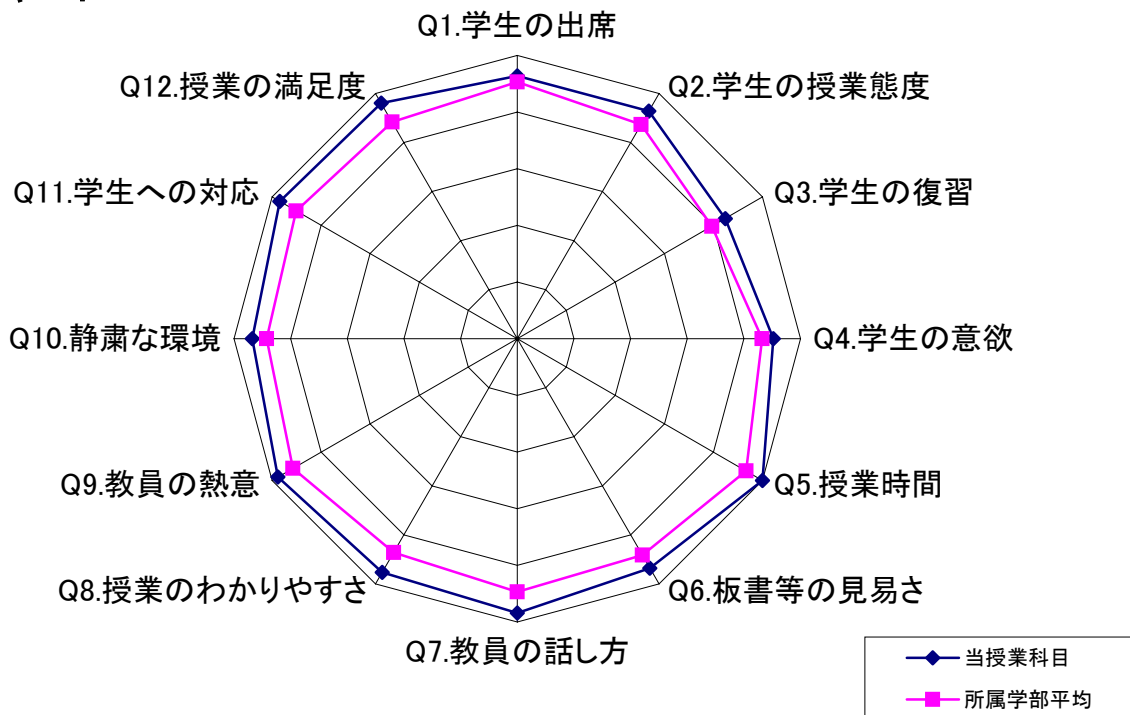 Q1.学生の出席
Q2.学生の授業態度
Q3.学生の復習
Q4.学生の意欲
Q5.授業時間
Q6.板書等の見易さ
Q7.教員の話し方
Q8.授業のわかりやすさ
Q9.教員の熱意
Q10.静粛な環境
Q11.学生への対応
Q12.授業の満足度
当授業科目
所属学部平均